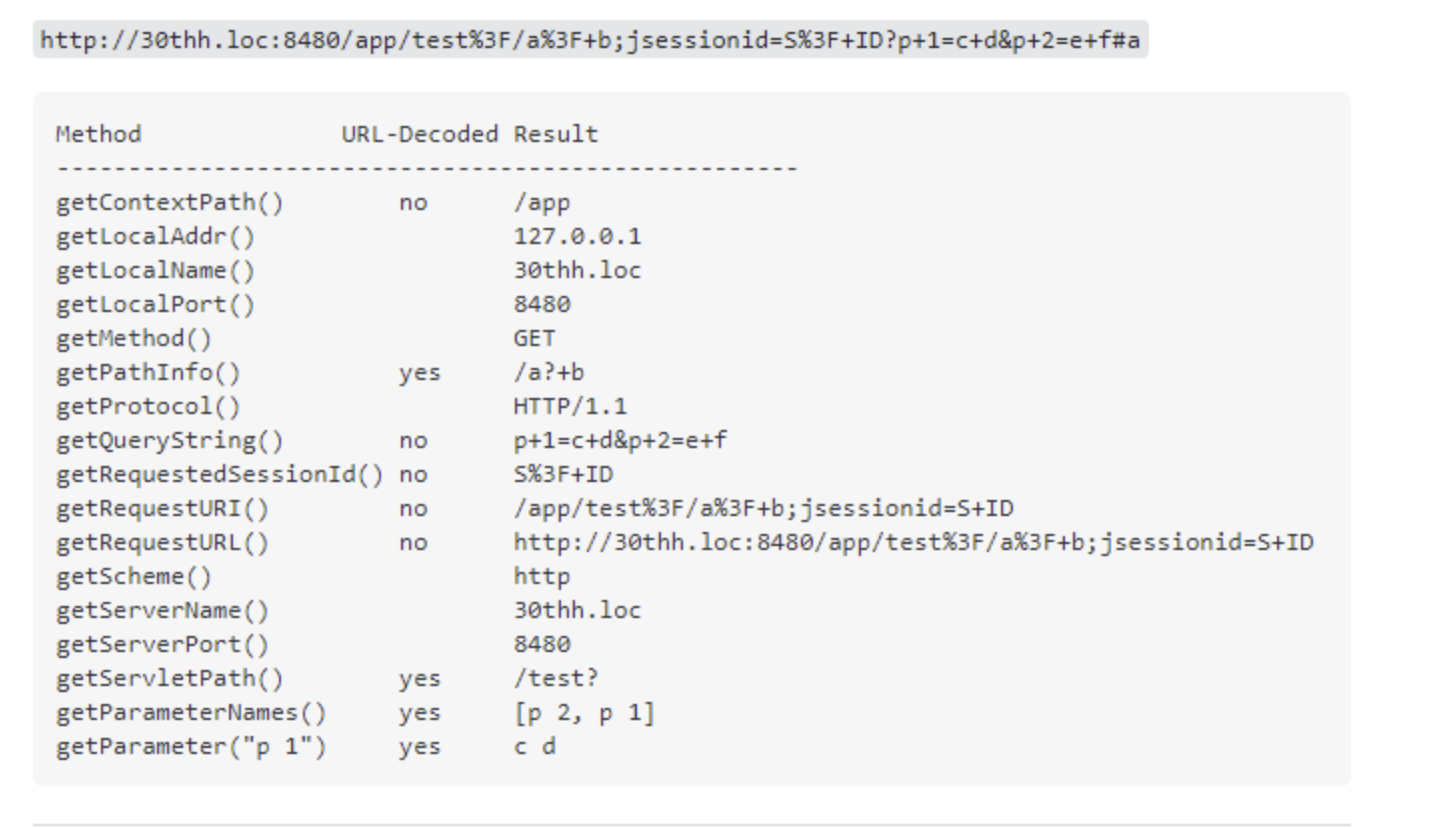 http://30thh.loc:8480/app/test%3F/a%3F+b;jsessionid=S%3F+ID?p+1=c+d&p+2=e+f#a
Method              URL-Decoded Result
----------------------------------------------------
getContextPath()        no      /app
getLocalAddr()                  127.0.0.1
getLocalName()                  30thh.loc
getLocalPort()                  8480
getMethod()                     GET
getPathInfo()           yes     /a?+b
getProtocol()                   HTTP/1.1
getQueryString()        no      p+1=c+d&p+2=e+f
getRequestedSessionId() no      S%3F+ID
getRequestURI()         no      /app/test%3F/a%3F+b;jsessionid=S+ID
getRequestURL()         no      http://30thh.loc:8480/app/test%3F/a%3F+b;jsessionid=S+ID
getScheme()                     http
getServerName()                 30thh.loc
getServerPort()                 8480
getServletPath()        yes     /test?
getParameterNames()     yes     [p 2, p 1]
getParameter("p 1")     yes     c d